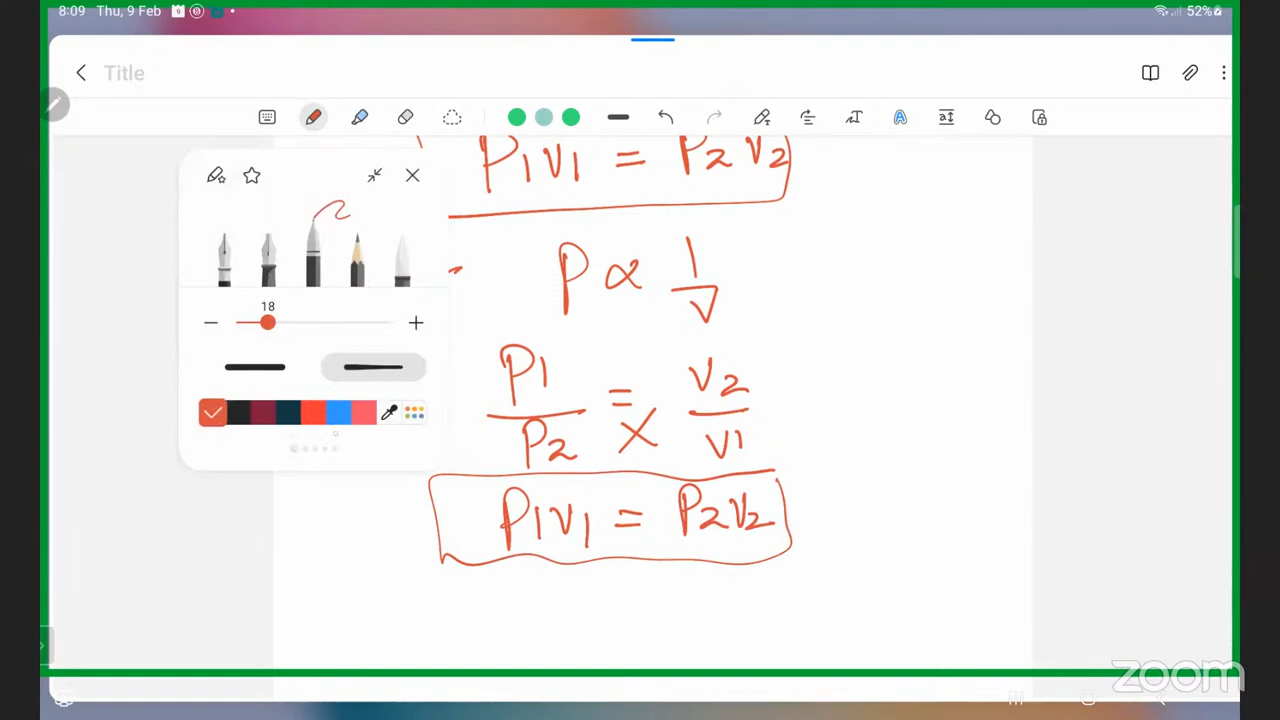 8:09 Thu, 9 Feb
52%
Title
P1V1 = P2V2
18
P ∝ 1/V
P1/P2 = V2/V1
×
P1V1 = P2V2
zoom